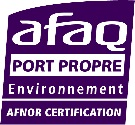 afaq
PORT PROPRE
Environnement
AFNOR CERTIFICATION